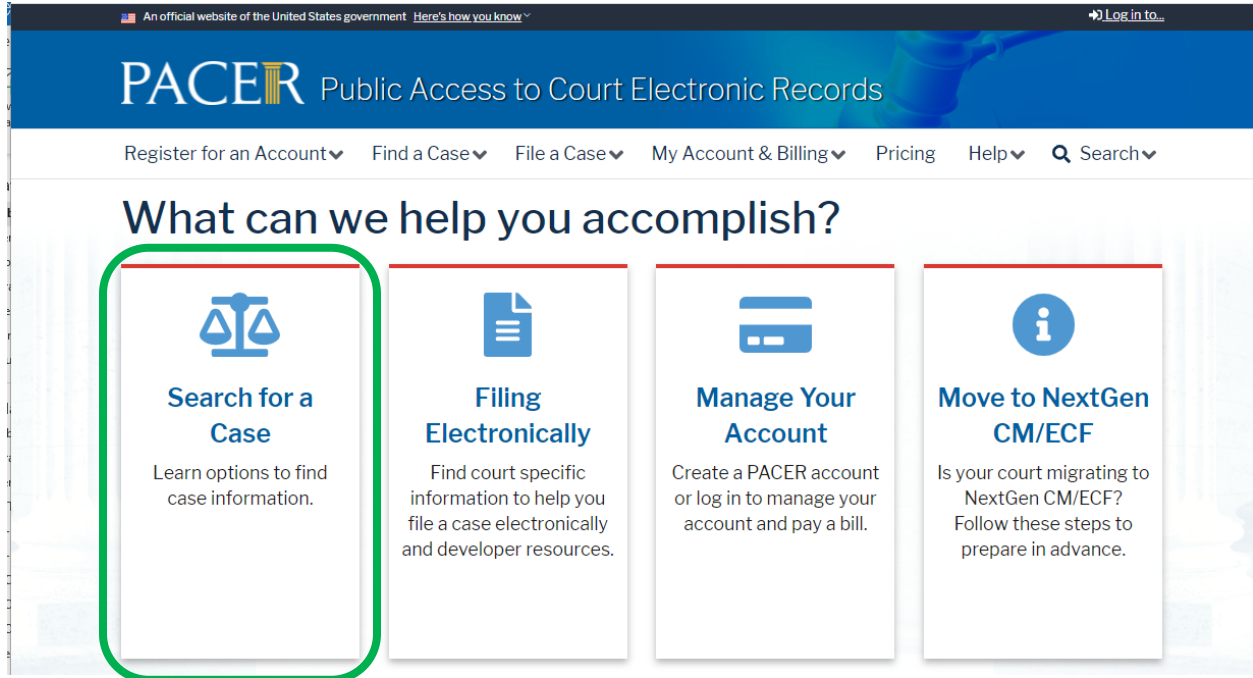 An official website of the United States government Here's how you know
Log in to...
PACER Public Access to Court Electronic Records
Register for an Account Find a Case File a Case My Account & Billing Pricing Help Search
What can we help you accomplish?
Search for a
Case
Learn options to find
case information.
Filing
Electronically
Find court specific
information to help you
file a case electronically
and developer resources.
Manage Your
Account
Create a PACER account
or log in to manage your
account and pay a bill.
Move to NextGen
CM/ECF
Is your court migrating to
NextGen CM/ECF?
Follow these steps to
prepare in advance.